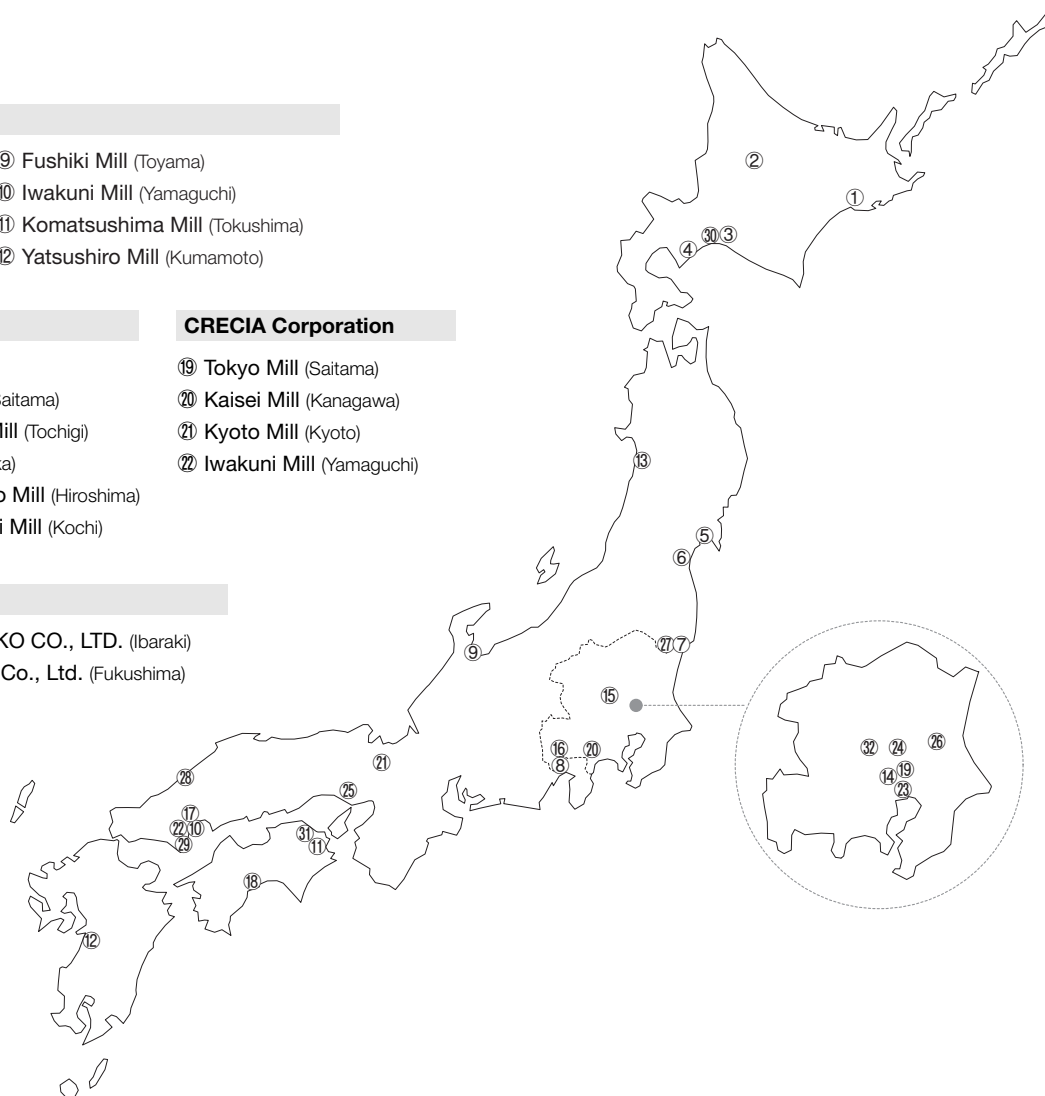 ⑨ Fushiki Mill (Toyama)
⑩ Iwakuni Mill (Yamaguchi)
⑪ Komatsushima Mill (Tokushima)
⑫ Yatsushiro Mill (Kumamoto)
CRECIA Corporation
⑲ Tokyo Mill (Saitama)
⑳ Kaisei Mill (Kanagawa)
㉑ Kyoto Mill (Kyoto)
㉒ Iwakuni Mill (Yamaguchi)
aitama)
Mill (Tochigi)
ka)
o Mill (Hiroshima)
i Mill (Kochi)
KO CO., LTD. (Ibaraki)
Co., Ltd. (Fukushima)
②
①
㉚ ③
④
⑬
⑤
⑥
⑨
㉗ ⑦
⑮
⑯ ⑳
⑧
㉑
㉘
㉕
⑰
㉒ ⑩
㉙
㉛
⑪
⑱
⑫
㉜ ㉔ ㉖
⑭ ⑲
㉓